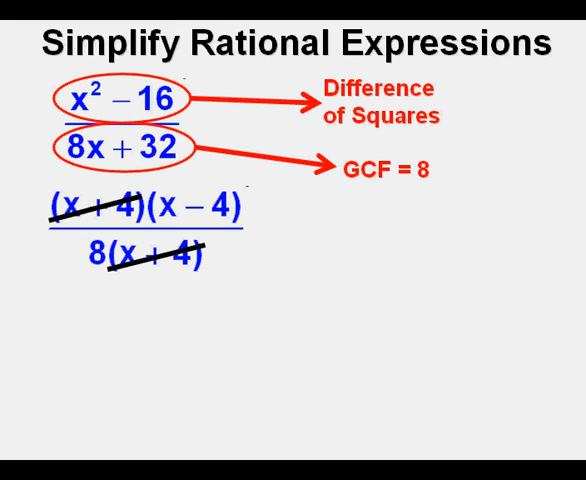 Simplify Rational Expressions
x² − 16
8x + 32
Difference
of Squares
GCF = 8
(x + 4)(x − 4)
8(x + 4)